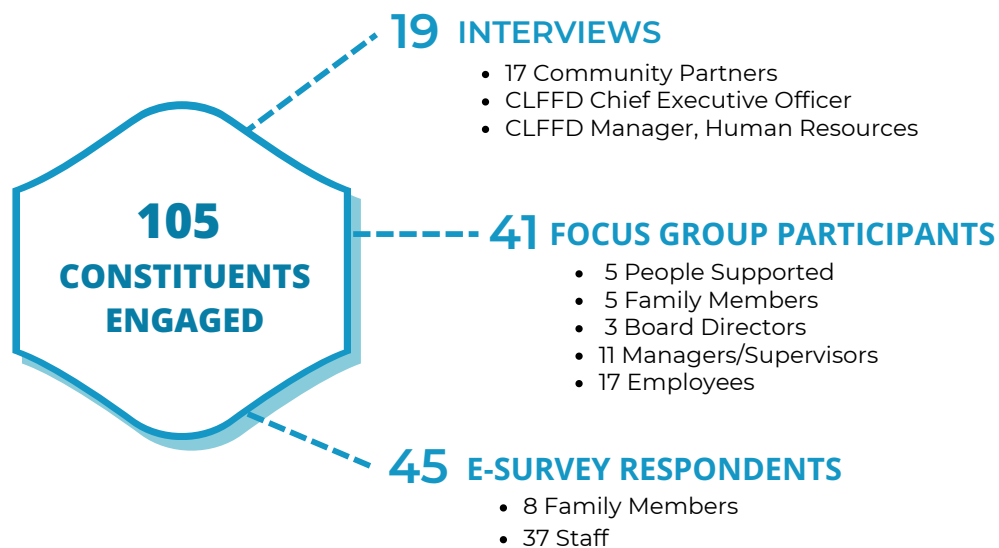 19 INTERVIEWS
• 17 Community Partners
• CLFFD Chief Executive Officer
• CLFFD Manager, Human Resources
105
CONSTITUENTS
ENGAGED
41 FOCUS GROUP PARTICIPANTS
• 5 People Supported
• 5 Family Members
• 3 Board Directors
• 11 Managers/Supervisors
• 17 Employees
45 E-SURVEY RESPONDENTS
• 8 Family Members
• 37 Staff